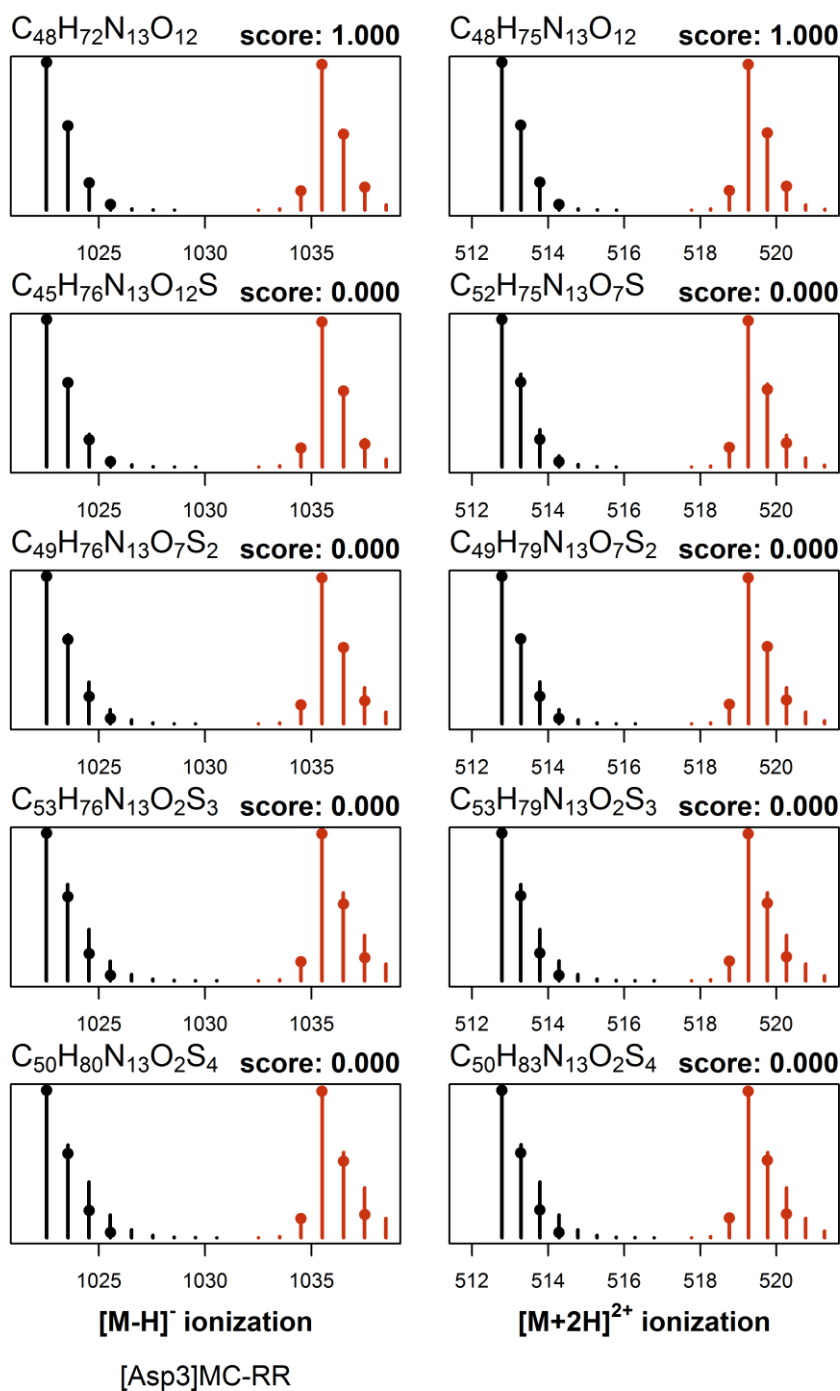 C48H72N13O12 score: 1.000 C48H75N13O12 score: 1.000
1025 1030 1035 512 514 516 518 520
C45H76N13O12S score: 0.000 C52H75N13O7S score: 0.000
1025 1030 1035 512 514 516 518 520
C49H76N13O7S2 score: 0.000 C49H79N13O7S2 score: 0.000
1025 1030 1035 512 514 516 518 520
C53H76N13O2S3 score: 0.000 C53H79N13O2S3 score: 0.000
1025 1030 1035 512 514 516 518 520
C50H80N13O2S4 score: 0.000 C50H83N13O2S4 score: 0.000
1025 1030 1035 512 514 516 518 520
[M-H]- ionization [M+2H]2+ ionization
[Asp3]MC-RR